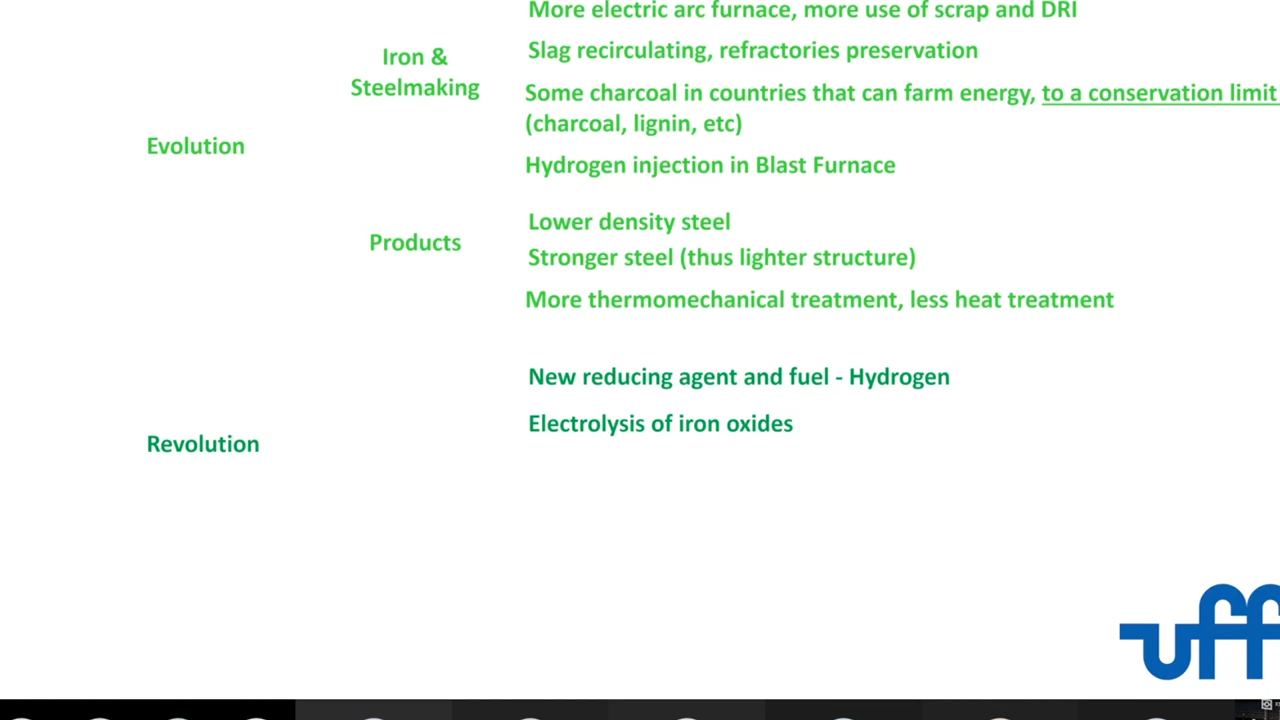 More electric arc furnace, more use of scrap and DRI
Iron &
Steelmaking
Slag recirculating, refractories preservation
Some charcoal in countries that can farm energy, to a conservation limit
(charcoal, lignin, etc)
Evolution
Hydrogen injection in Blast Furnace
Products
Lower density steel
Stronger steel (thus lighter structure)
More thermomechanical treatment, less heat treatment
Revolution
New reducing agent and fuel - Hydrogen
Electrolysis of iron oxides
uff